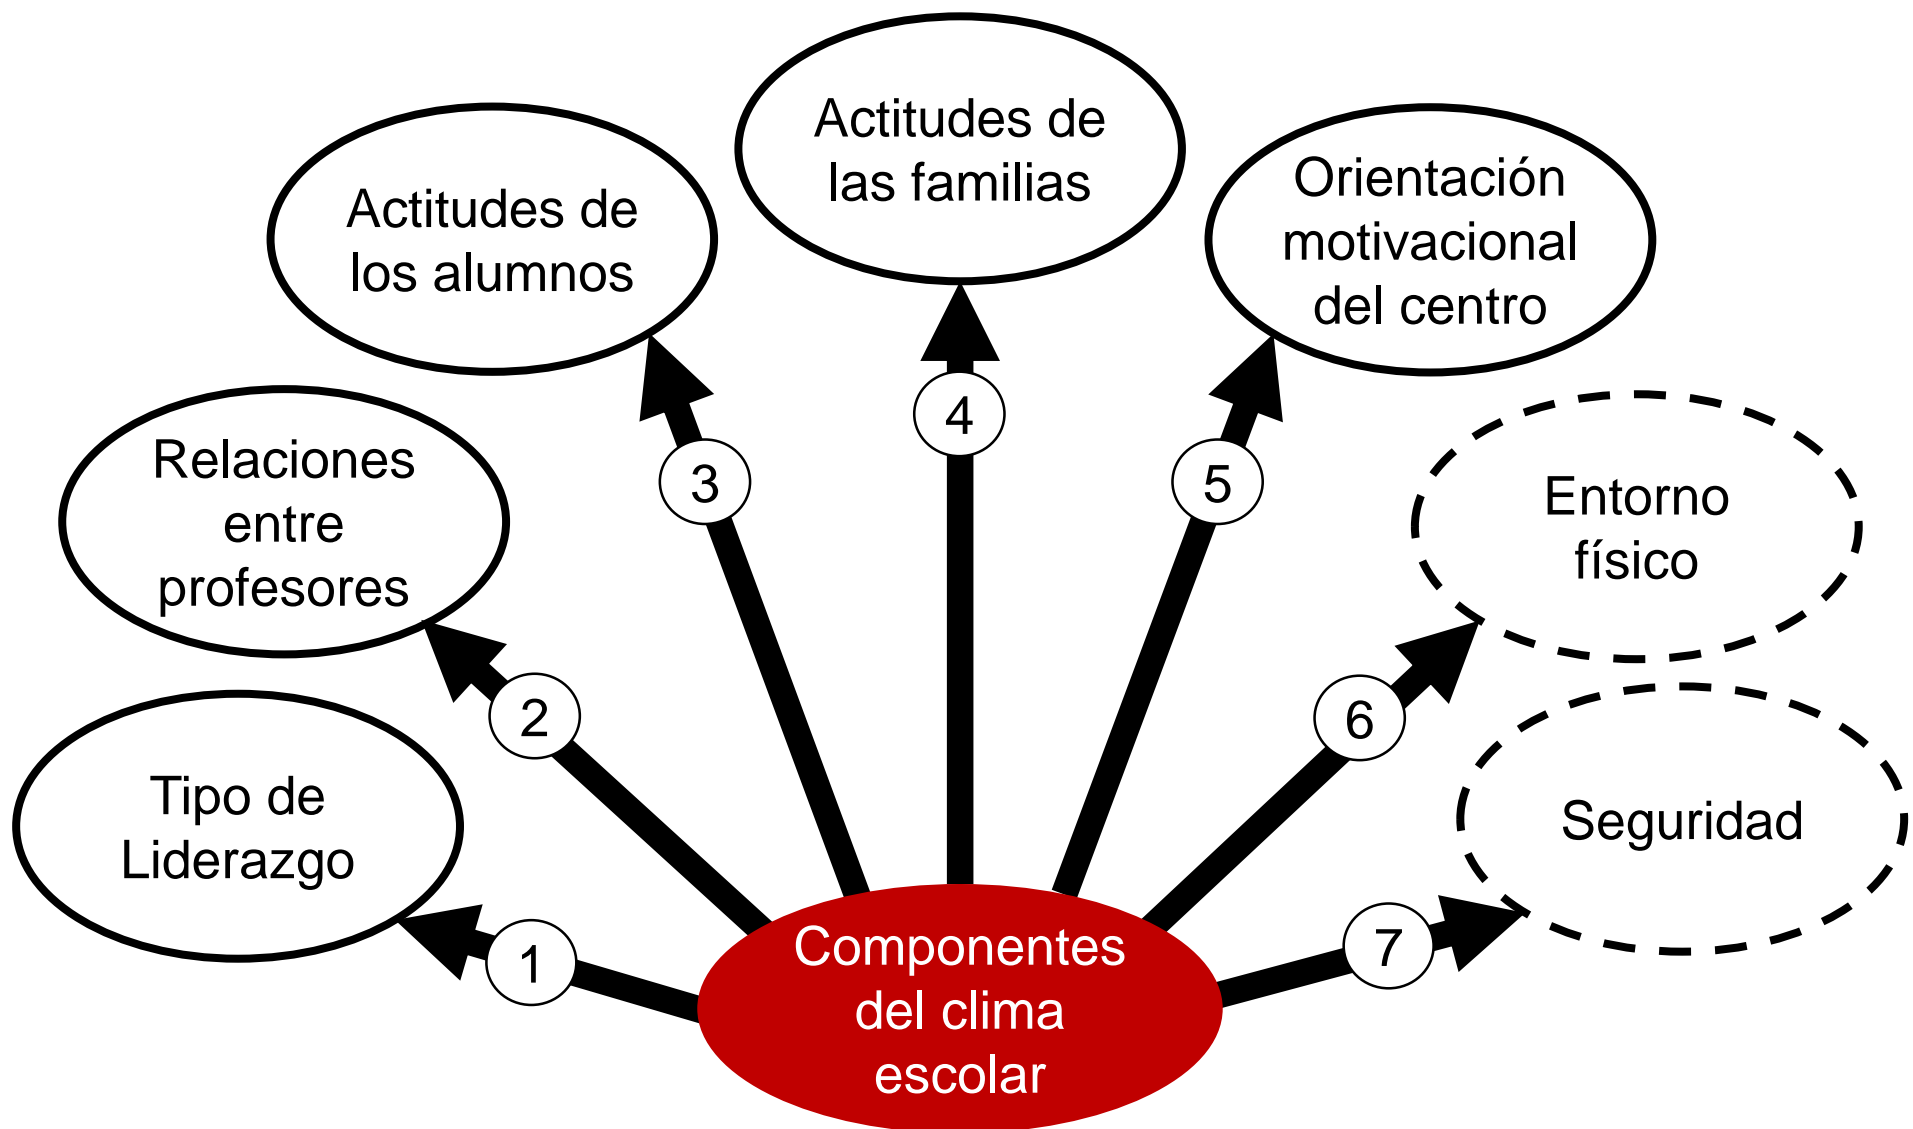 Actitudes de
las familias
Actitudes de
los alumnos
Orientación
motivacional
del centro
Relaciones
entre
profesores
Entorno
físico
Tipo de
Liderazgo
Seguridad
1
2
3
4
5
6
7
Componentes
del clima
escolar